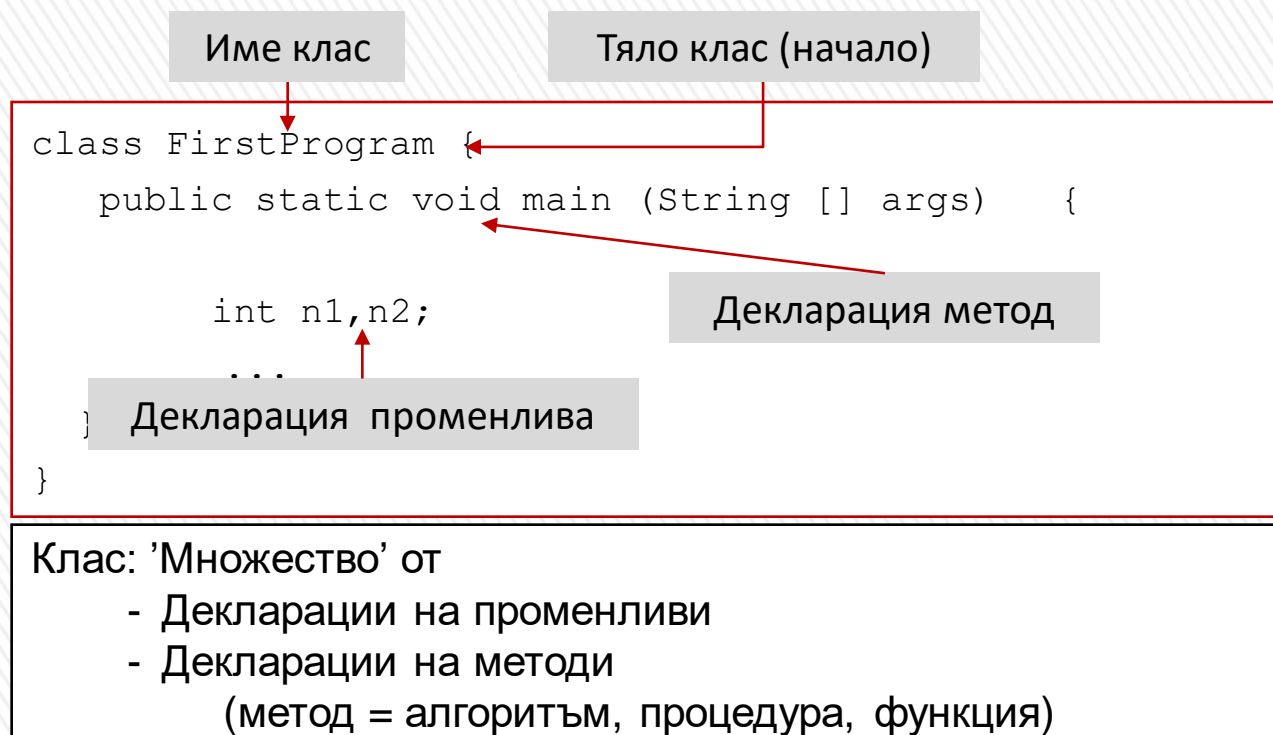 Име клас
Тяло клас (начало)
class FirstProgram {
public static void main (String [] args) {
Декларация метод
int n1,n2;
...
Декларация променлива
}
}
Клас: ’Множество’ от
- Декларации на променливи
- Декларации на методи
(метод = алгоритъм, процедура, функция)